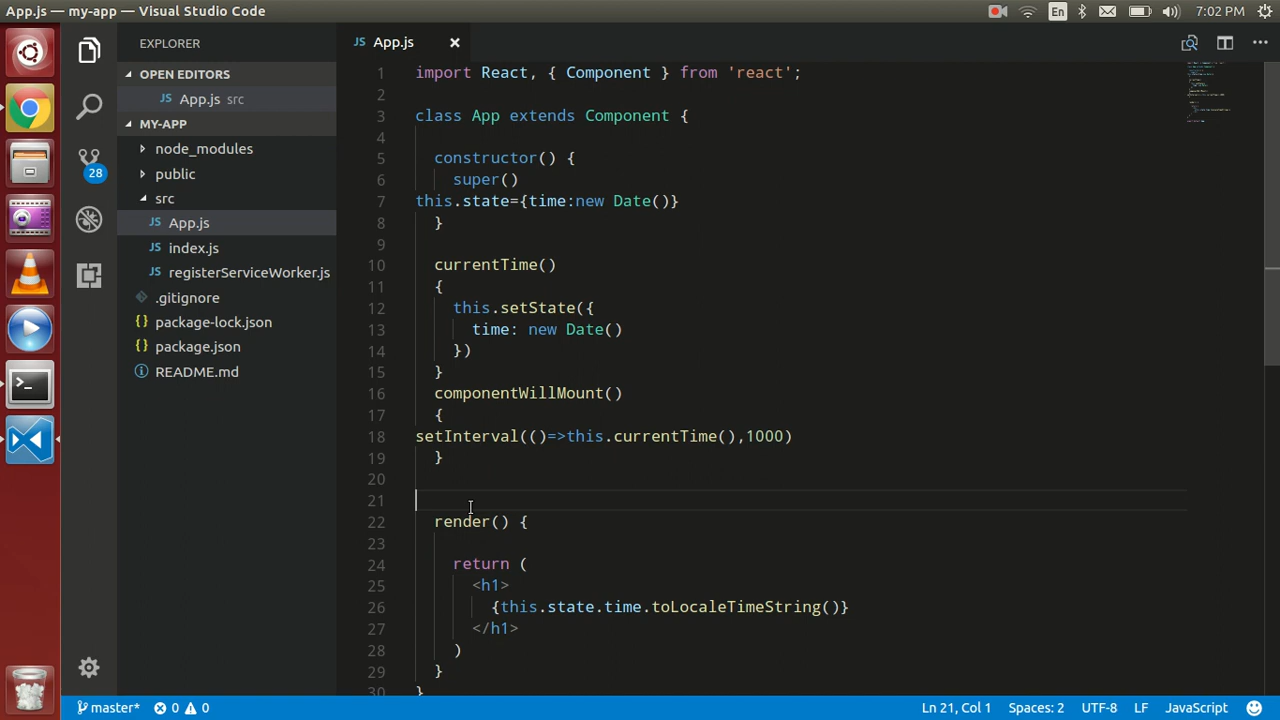 App.js — my-app — Visual Studio Code
En
7:02 PM
EXPLORER
OPEN EDITORS
JS App.js src
MY-APP
node_modules
public
src
JS App.js
JS index.js
JS registerServiceWorker.js
.gitignore
{} package-lock.json
{} package.json
README.md
28
JS App.js
1 import React, { Component } from 'react';
2
3 class App extends Component {
4
5 constructor() {
6 super()
7 this.state={time:new Date()}
8 }
9
10 currentTime()
11 {
12 this.setState({
13 time: new Date()
14 })
15 }
16 componentWillMount()
17 {
18 setInterval(()=>this.currentTime(),1000)
19 }
20
21
22 render() {
23
24 return (
25 <h1>
26 {this.state.time.toLocaleTimeString()}
27 </h1>
28 )
29 }
30 }
master* 0 0
Ln 21, Col 1 Spaces: 2 UTF-8 LF JavaScript